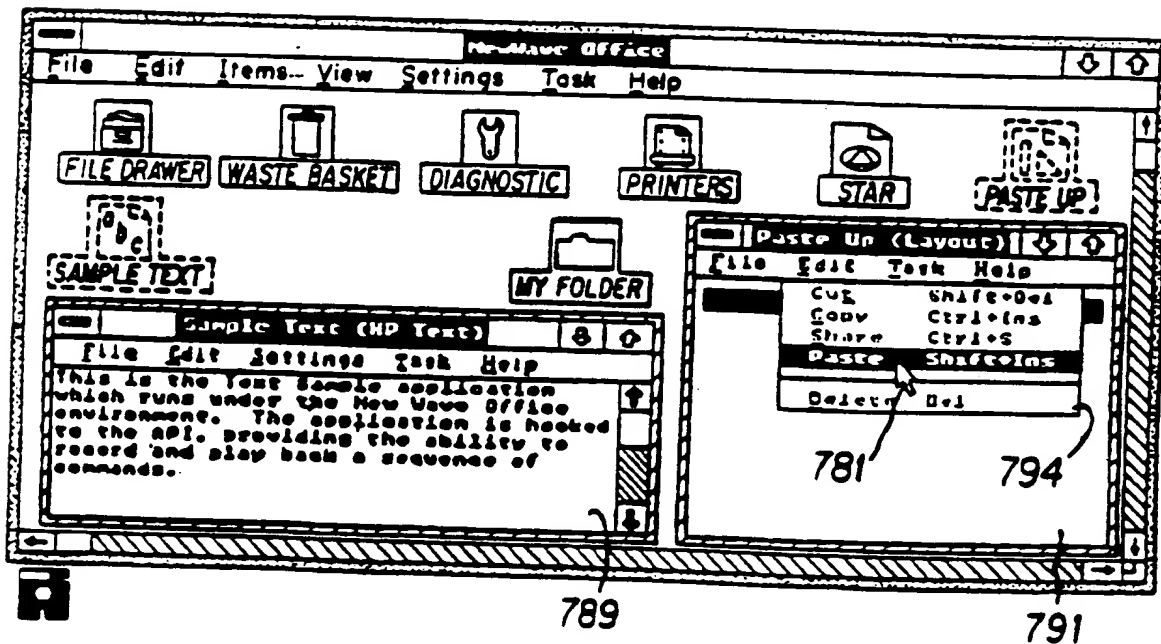 NewWave Office
File Edit Items... View Settings Task Help
FILE DRAWER WASTE BASKET DIAGNOSTIC PRINTERS STAR PASTE UP
abc
SAMPLE TEXT
MY FOLDER
Paste Up (Layout)
File Edit Task Help
Cut Shift+Del
Copy Ctrl+Ins
Share Ctrl+S
Paste Shift+Ins
Delete Del
Sample Text (HP Text)
File Edit Settings Task Help
This is the Text Sample application
which runs under the New Wave Office
environment. The application is hooked
to the API, providing the ability to
record and play back a sequence of
commands.
781 794
789 791